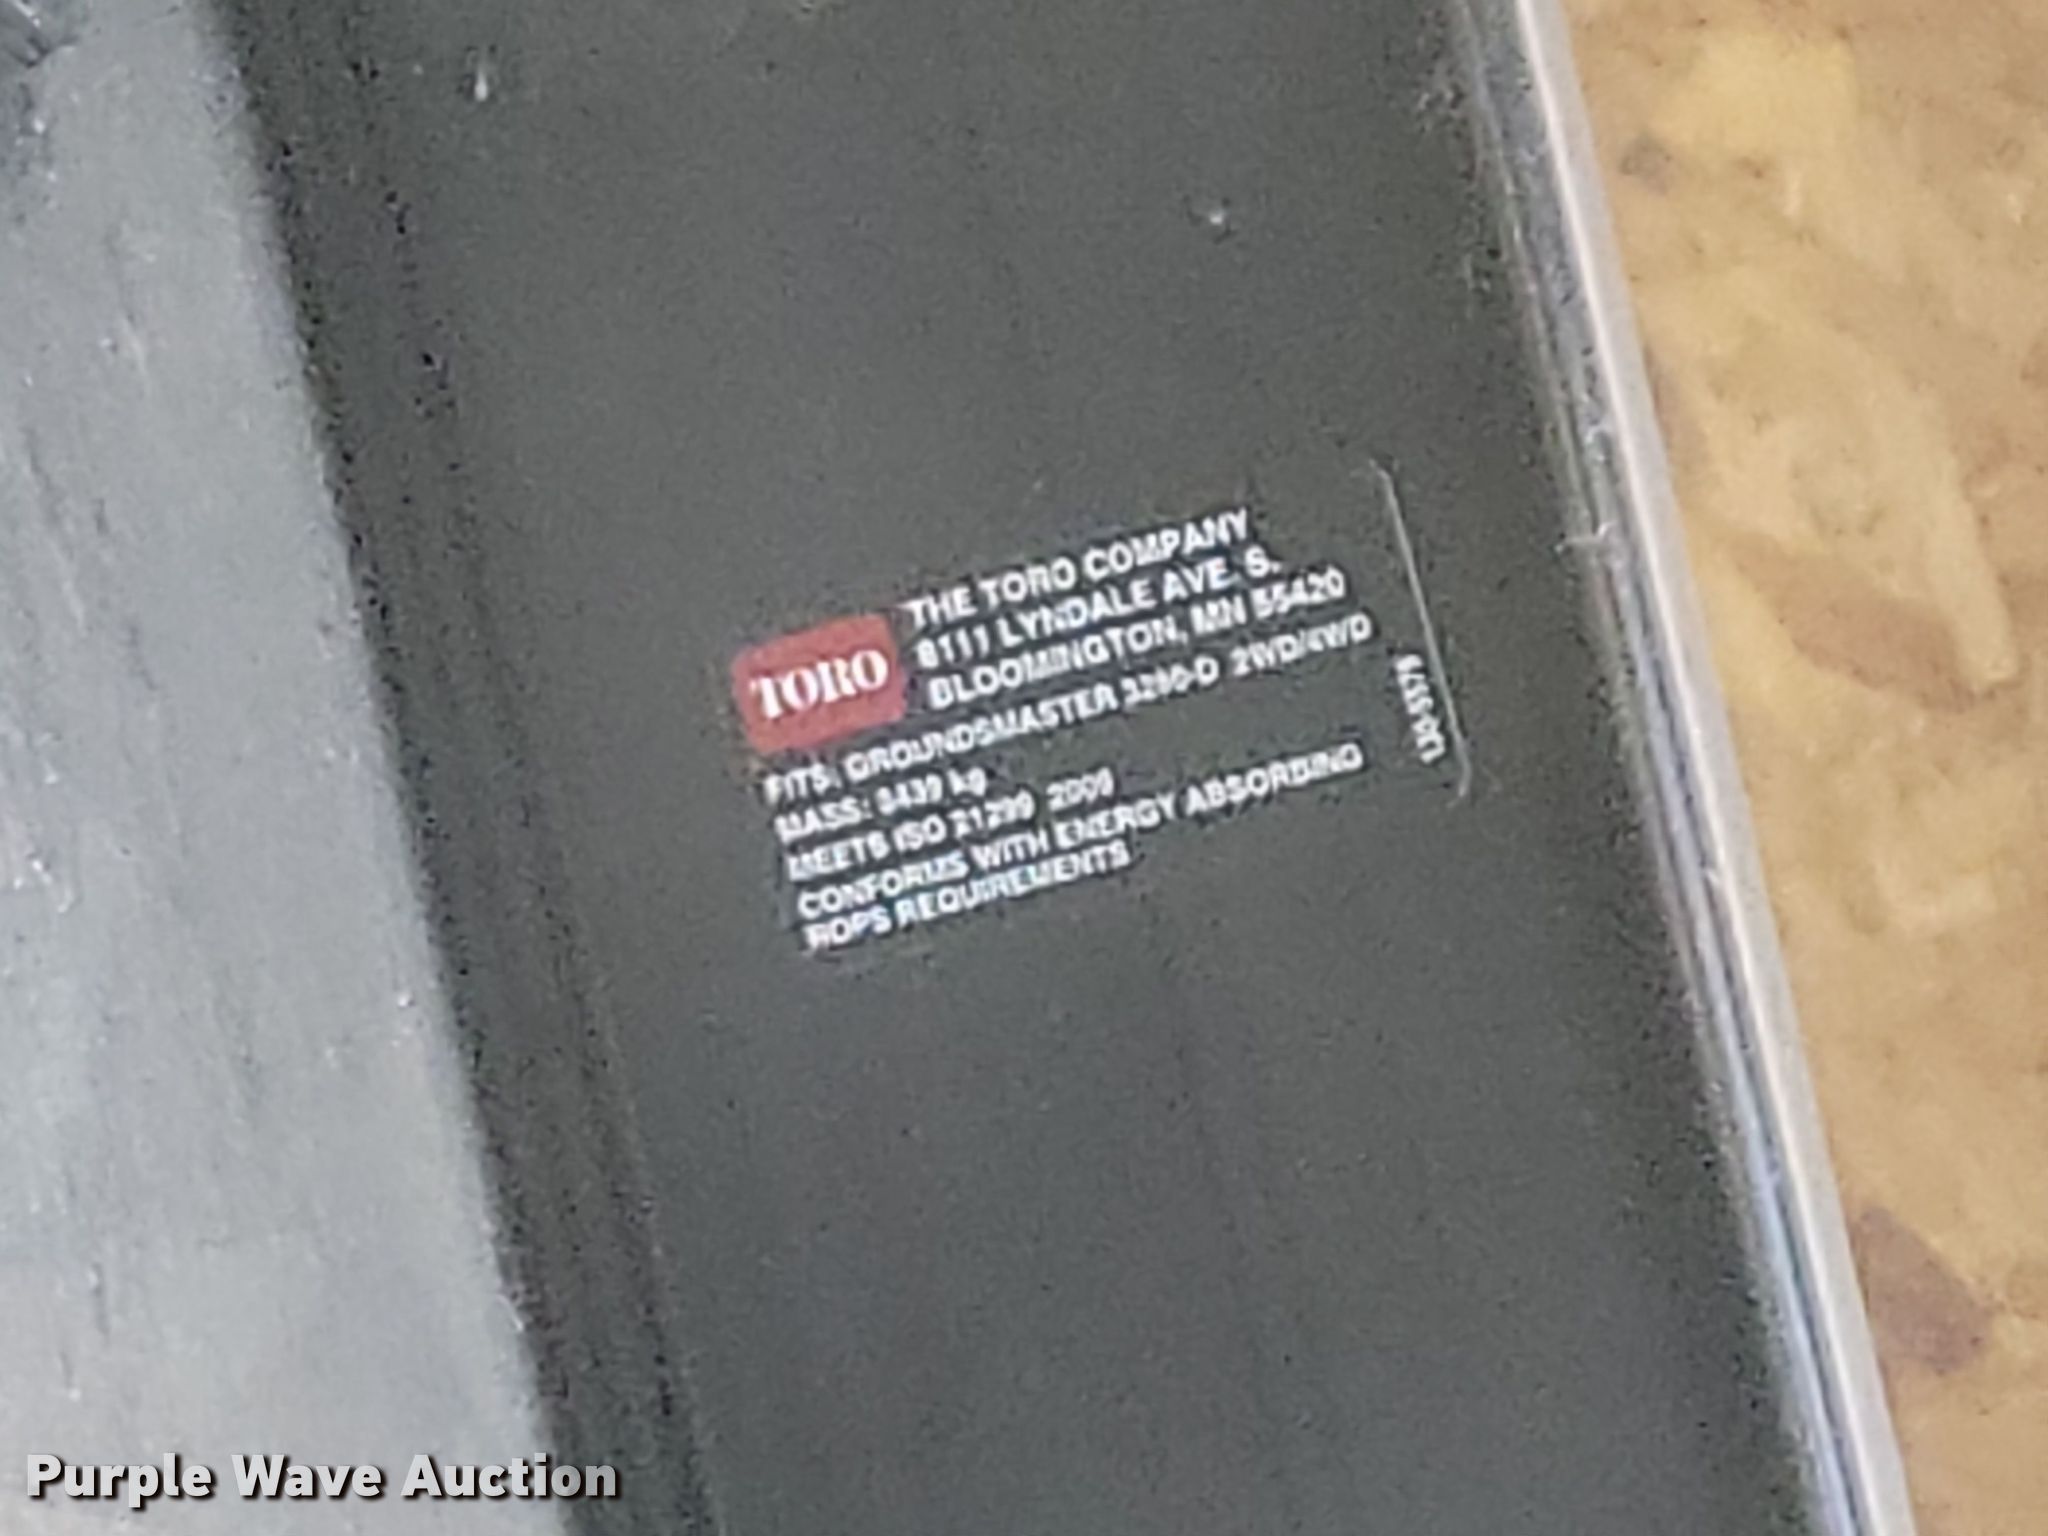 TORO
THE TORO COMPANY
8111 LYNDALE AVE. S.
BLOOMINGTON, MN 55420
FITS: GROUNDSMASTER 3280-D 2WD/4WD
MASS: kg
MEETS ISO 21299 2009
CONFORMS WITH ENERGY ABSORBING
ROPS REQUIREMENTS
Purple Wave Auction